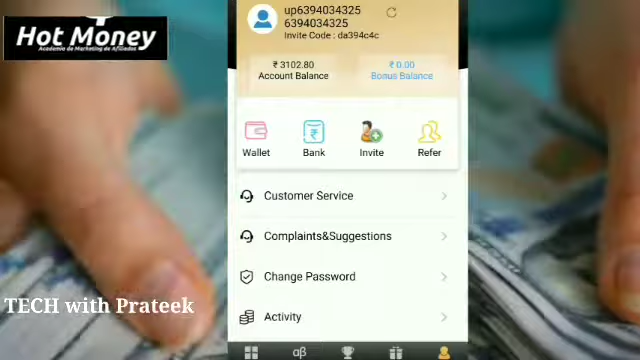 Hot Money
Academia de Marketing de Afiliados
up6394034325
6394034325
Invite Code : da394c4c
₹ 3102.80
Account Balance
₹ 0.00
Bonus Balance
Wallet
Bank
Invite
Refer
Customer Service
Complaints&Suggestions
Change Password
Activity
αβ
TECH with Prateek